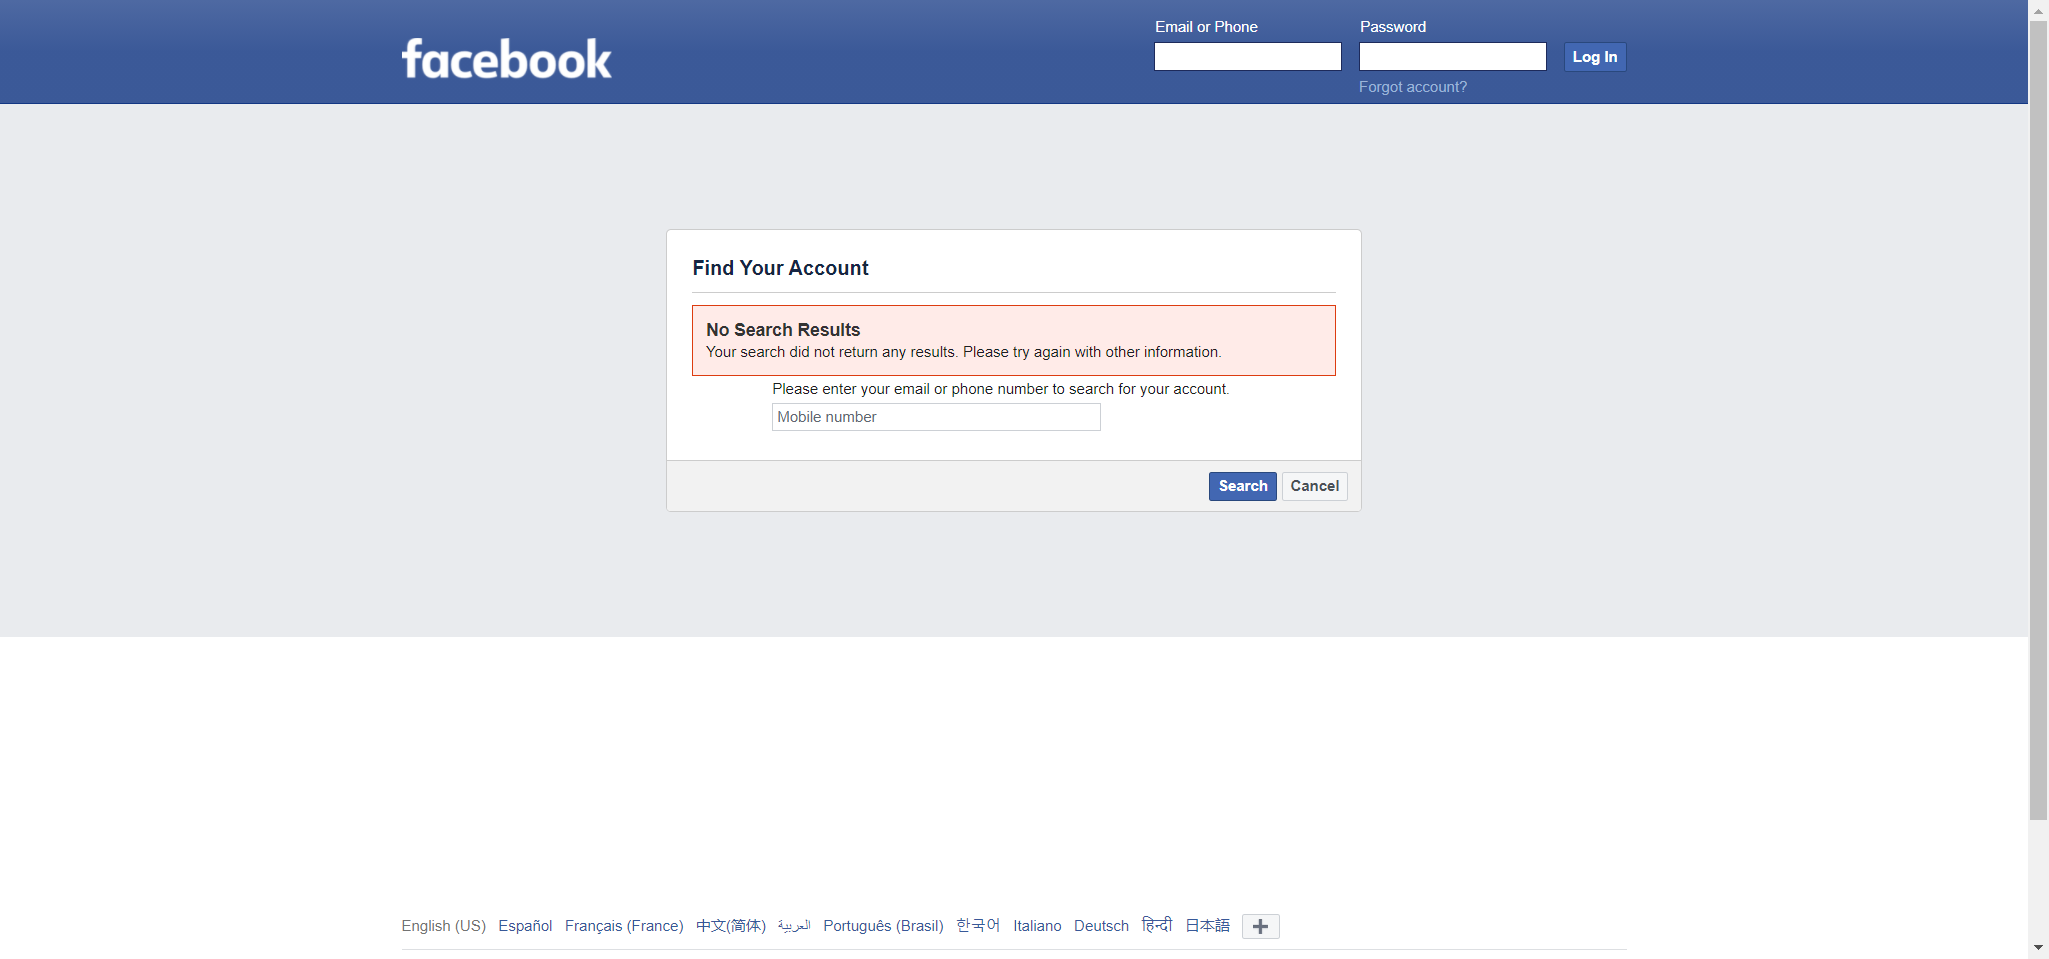 facebook
Email or Phone
Password
Log In
Forgot account?
Find Your Account
No Search Results
Your search did not return any results. Please try again with other information.
Please enter your email or phone number to search for your account.
Mobile number
Search Cancel
English (US) Español Français (France) 中文(简体) العربية Português (Brasil) 한국어 Italiano Deutsch हिन्दी 日本語